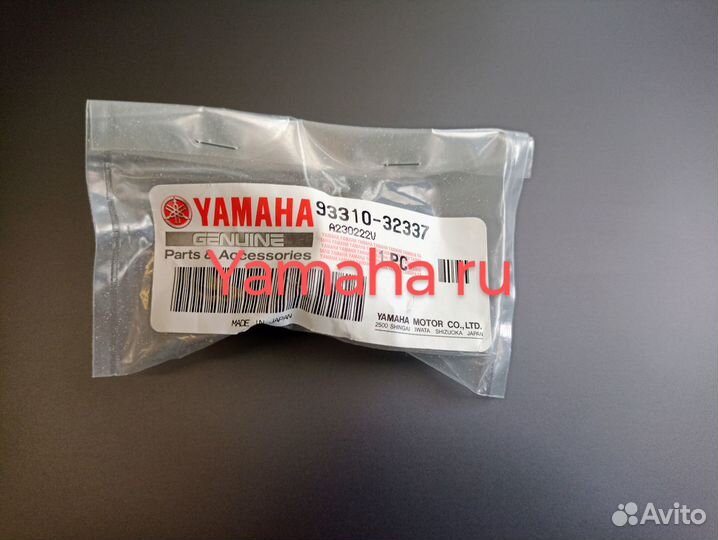 YAMAHA 93310-32337
A230222V
GENUINE
Parts & Accessories
1 PC
Yamaha ru
MADE IN JAPAN
YAMAHA MOTOR CO.,LTD.
2500 SHINGAI IWATA SHIZUOKA JAPAN
Avito